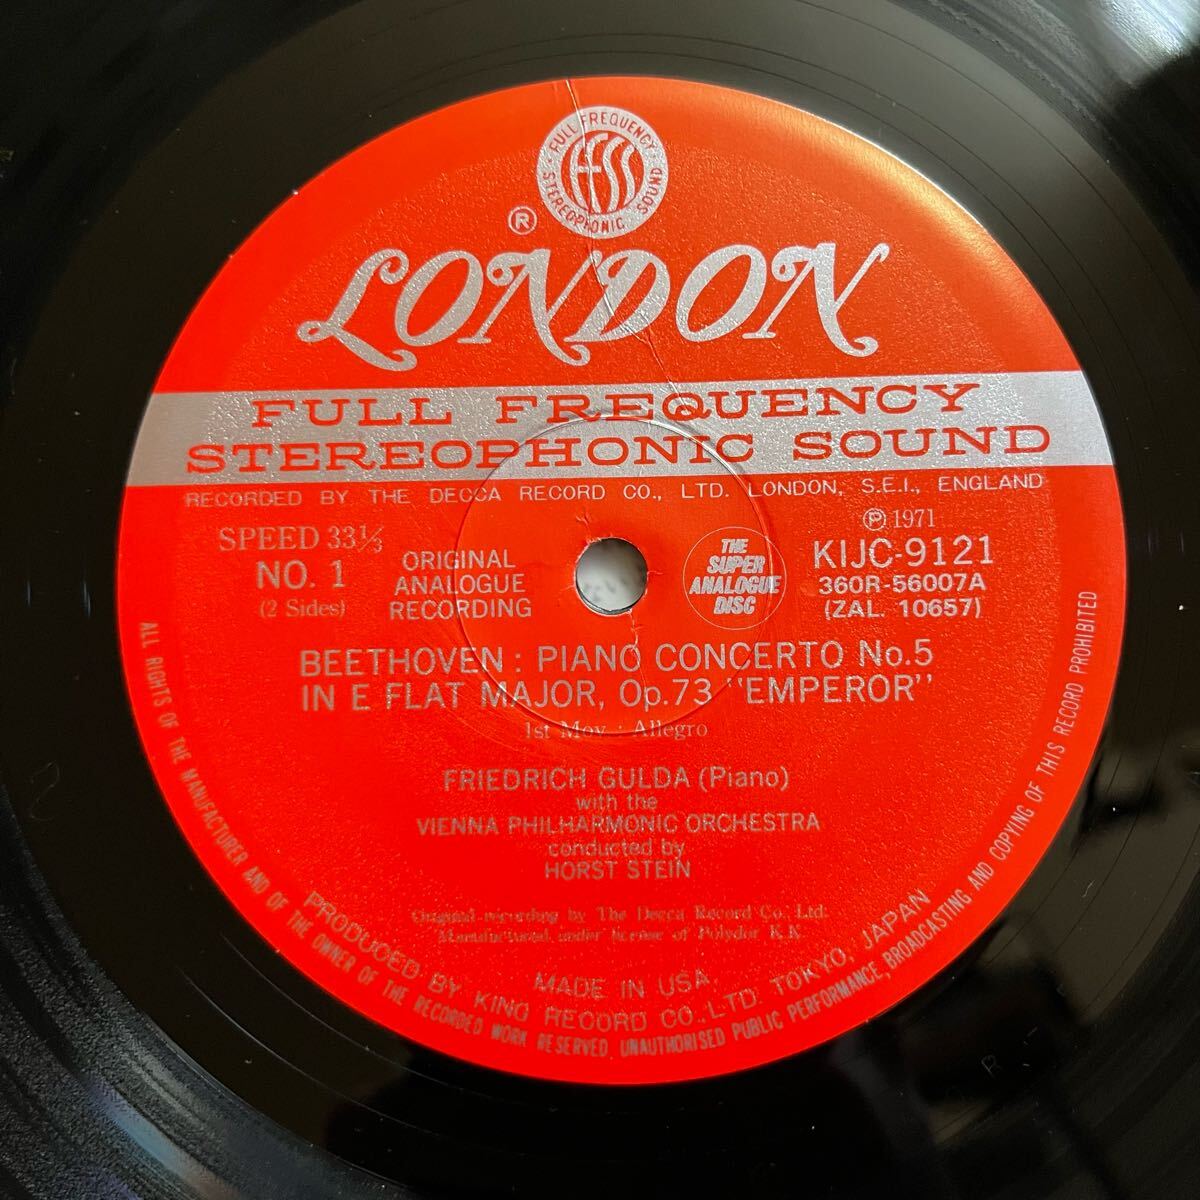 FULL FREQUENCY STEREOPHONIC SOUND
FFSS
®
LONDON
FULL FREQUENCY
STEREOPHONIC SOUND
RECORDED BY THE DECCA RECORD CO., LTD. LONDON, S.E.I., ENGLAND
SPEED 33⅓
NO. 1
(2 Sides)
ORIGINAL
ANALOGUE
RECORDING
THE
SUPER
ANALOGUE
DISC
Ⓟ 1971
KIJC-9121
360R-56007A
(ZAL. 10657)
BEETHOVEN : PIANO CONCERTO No.5
IN E FLAT MAJOR, Op.73 "EMPEROR"
1st Mov : Allegro
FRIEDRICH GULDA (Piano)
with the
VIENNA PHILHARMONIC ORCHESTRA
conducted by
HORST STEIN
Original recording by The Decca Record Co., Ltd.
Manufactured under license of Polydor K.K.
MADE IN USA.
PRODUCED BY KING RECORD CO., LTD. TOKYO, JAPAN
ALL RIGHTS OF THE MANUFACTURER AND OF THE OWNER OF THE RECORDED WORK RESERVED. UNAUTHORISED PUBLIC PERFORMANCE, BROADCASTING AND COPYING OF THIS RECORD PROHIBITED